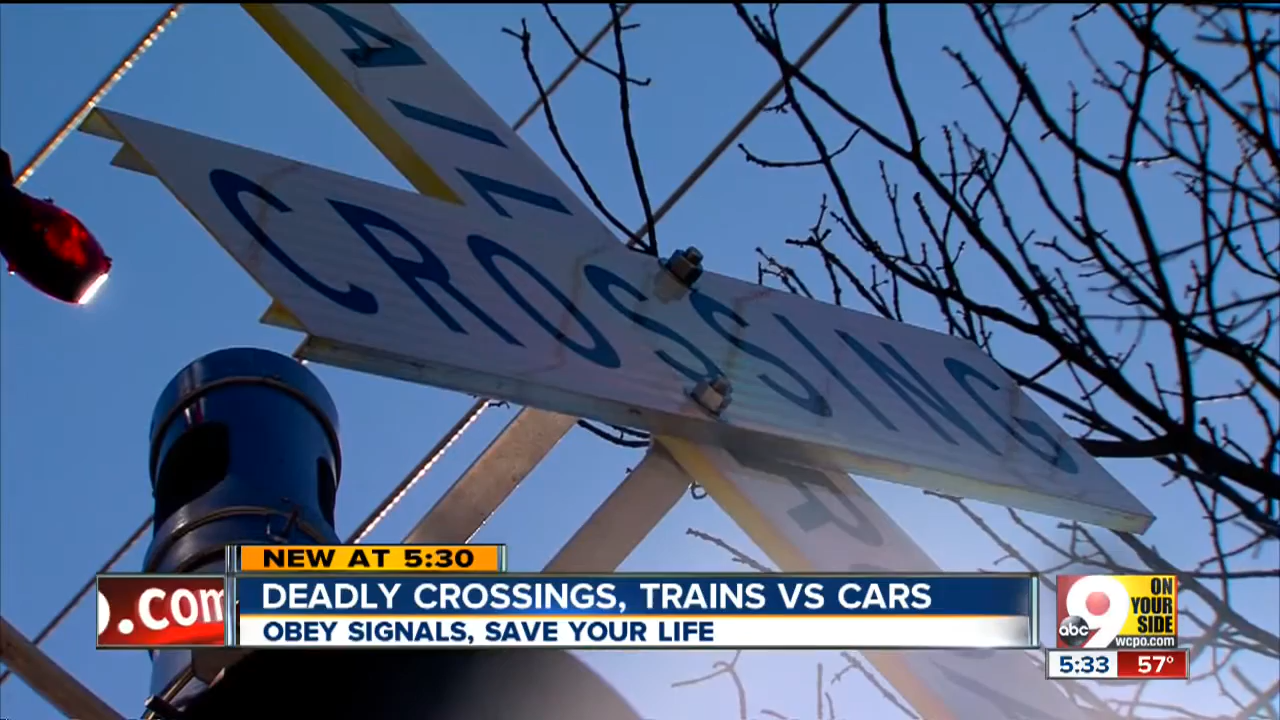 AIL
CROSSING
R
NEW AT 5:30
DEADLY CROSSINGS, TRAINS VS CARS
OBEY SIGNALS, SAVE YOUR LIFE
.com
9
abc
ON
YOUR
SIDE
wcpo.com
5:33 57°